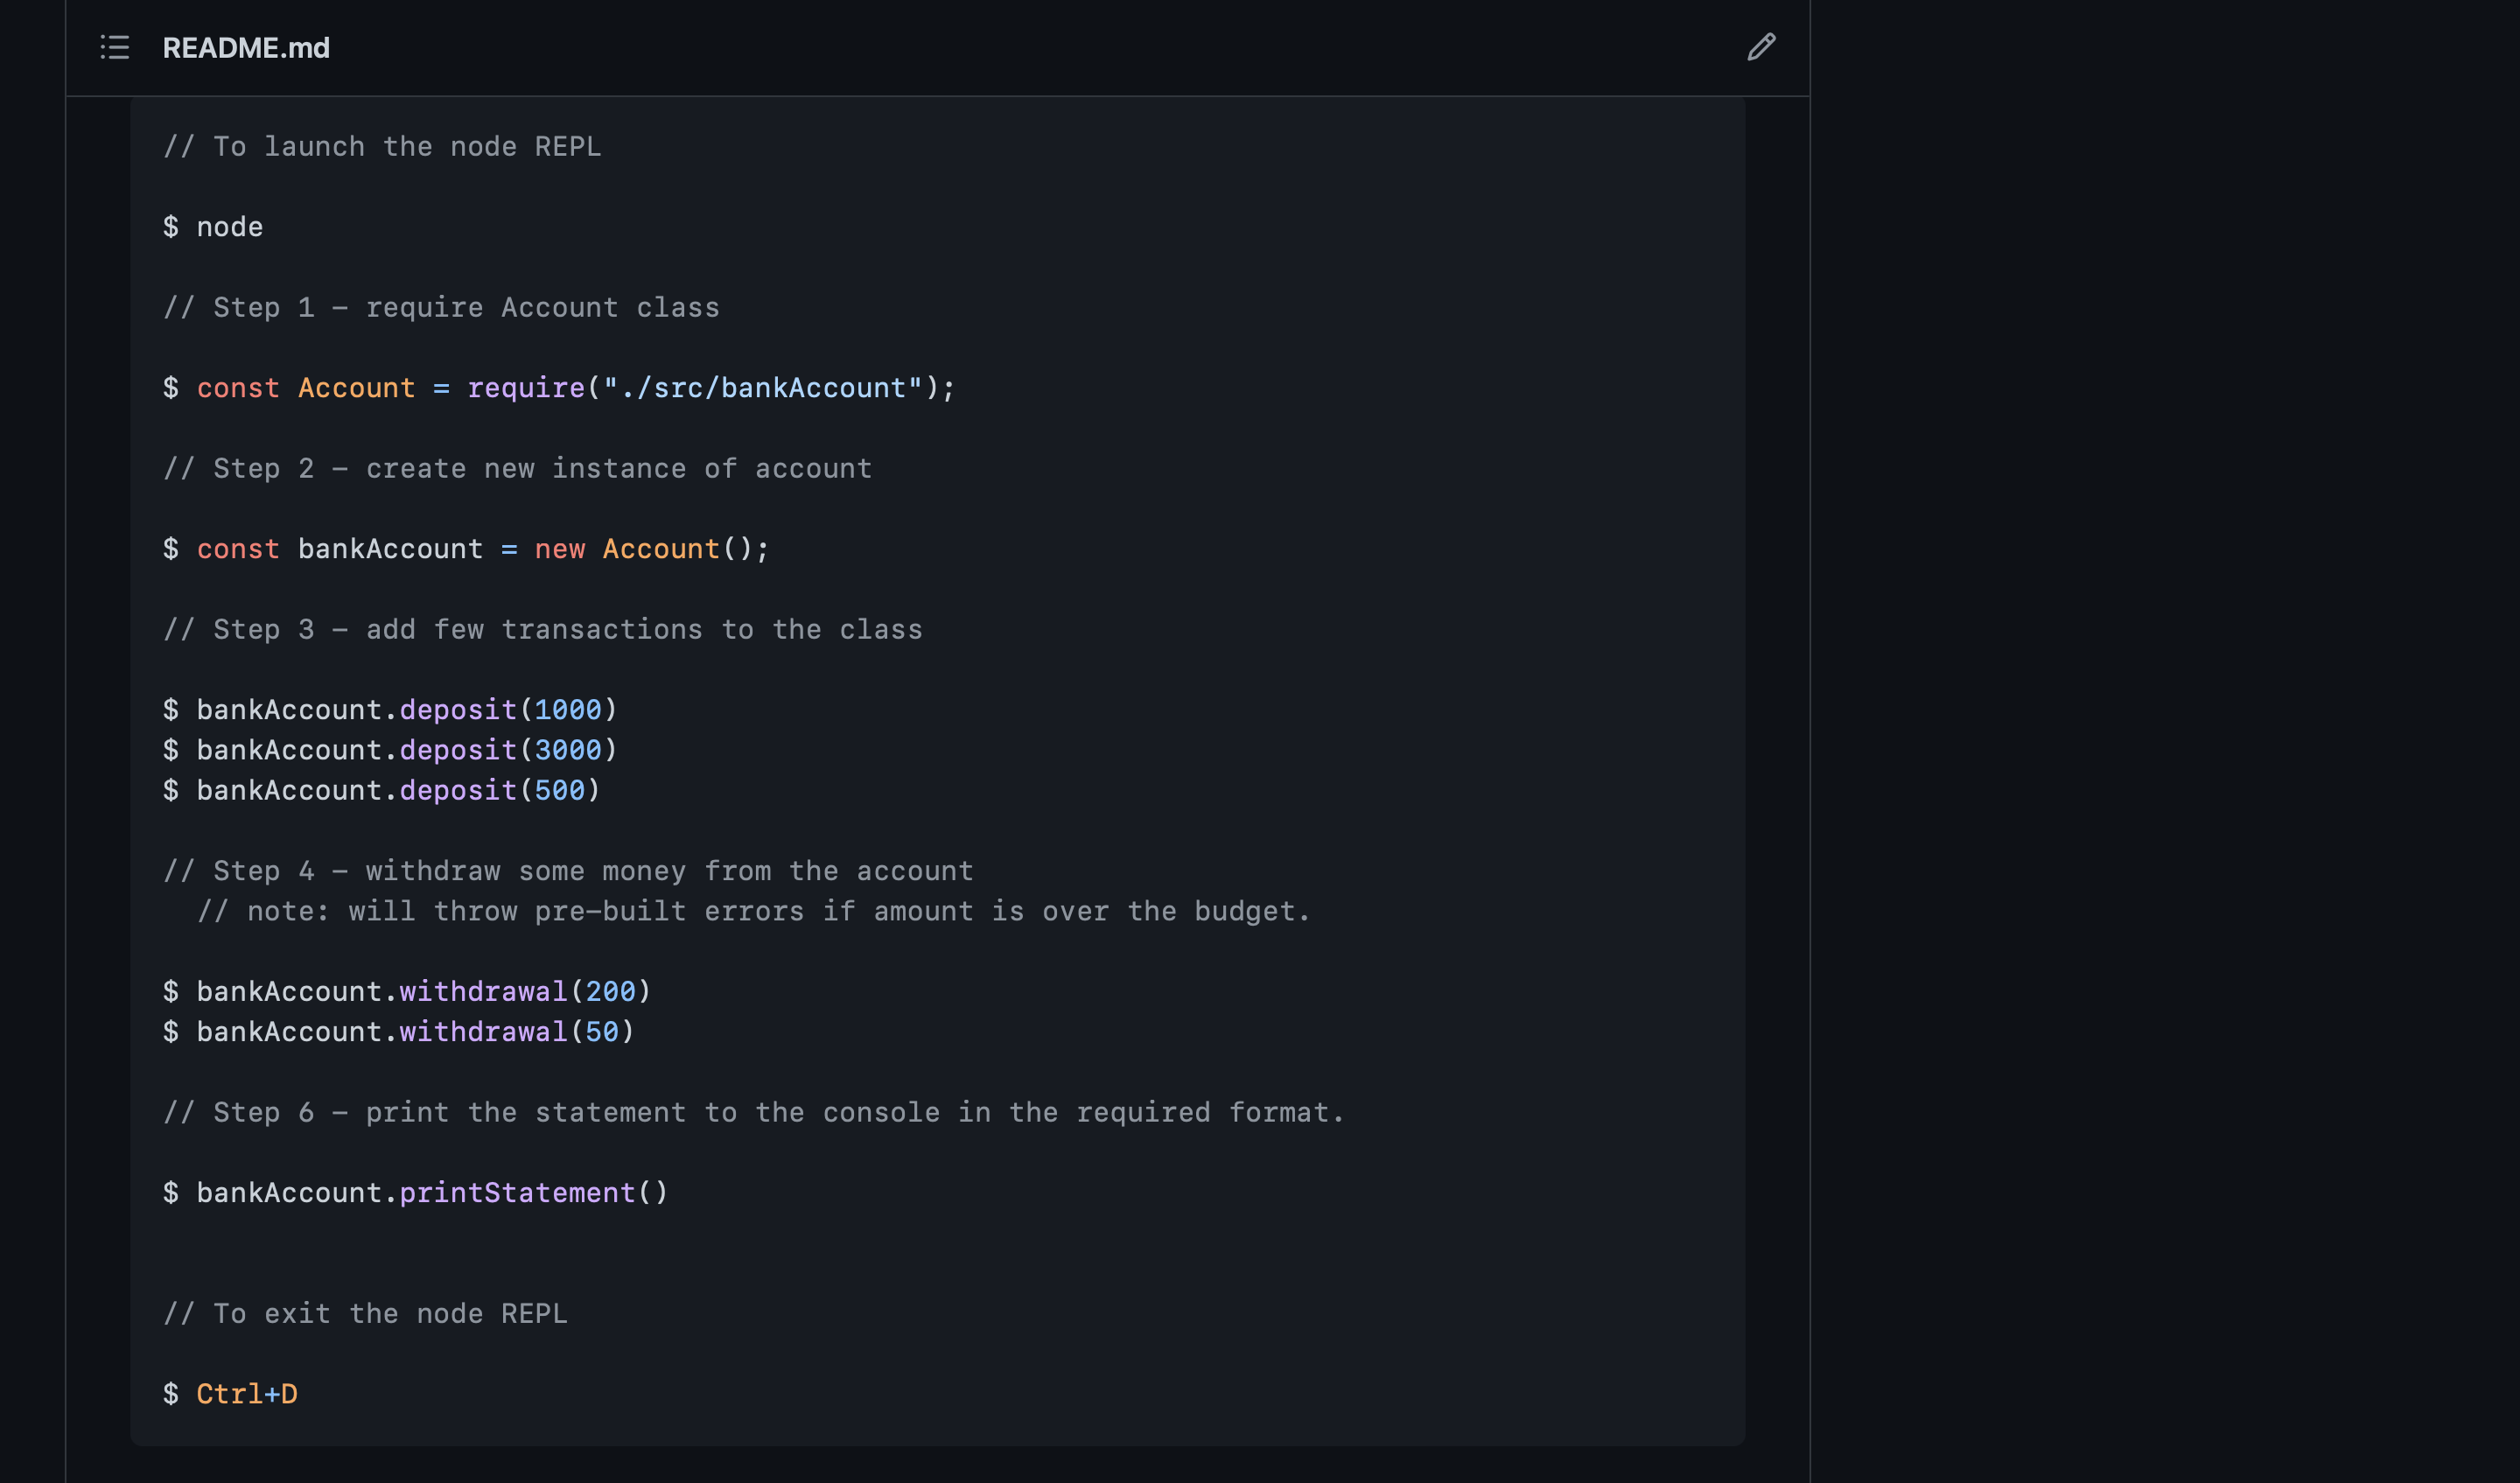 README.md
// To launch the node REPL
$ node
// Step 1 – require Account class
$ const Account = require("./src/bankAccount");
// Step 2 – create new instance of account
$ const bankAccount = new Account();
// Step 3 – add few transactions to the class
$ bankAccount.deposit(1000)
$ bankAccount.deposit(3000)
$ bankAccount.deposit(500)
// Step 4 – withdraw some money from the account
// note: will throw pre–built errors if amount is over the budget.
$ bankAccount.withdrawal(200)
$ bankAccount.withdrawal(50)
// Step 6 – print the statement to the console in the required format.
$ bankAccount.printStatement()
// To exit the node REPL
$ Ctrl+D